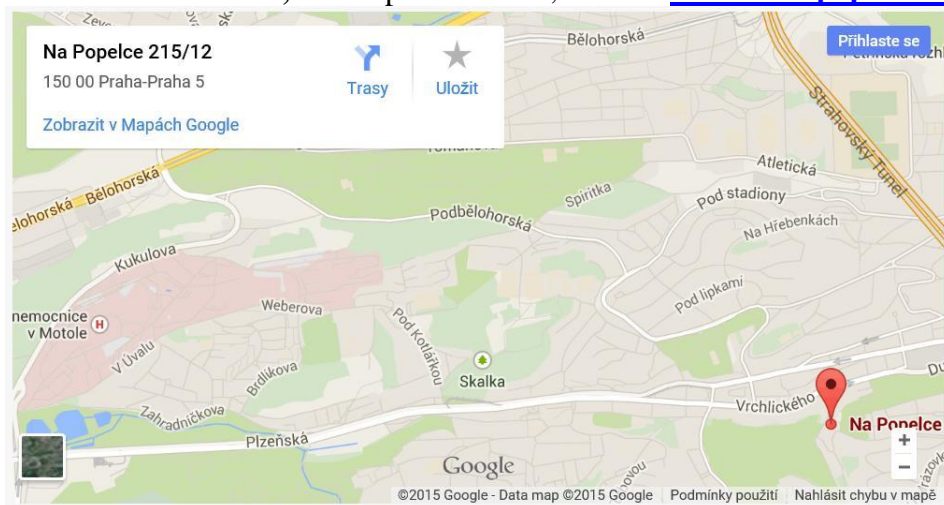 Na Popelce 215/12
150 00 Praha-Praha 5
Zobrazit v Mapách Google
Trasy
Uložit
Přihlaste se
Bělohorská
Strahovský Tunel
Atletická
Pod stadiony
Na Hřebenkách
Spiritka
Podbělohorská
Bělohorská
Kukulova
Weberova
nemocnice
v Motole
H
V Úvalu
Brdlíkova
Pod Kotlářkou
Skalka
Pod lipkami
Zahradníčkova
Plzeňská
Vrchlického
Na Popelce
+
−
Google
©2015 Google - Data map ©2015 Google
Podmínky použití
Nahlásit chybu v mapě